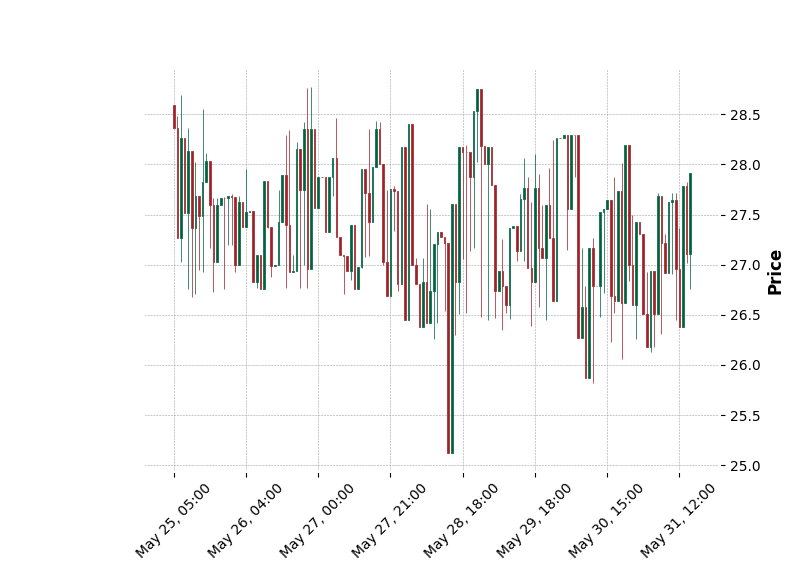 28.5
28.0
27.5
27.0
26.5
26.0
25.5
25.0
Price
May 25, 05:00
May 26, 04:00
May 27, 00:00
May 27, 21:00
May 28, 18:00
May 29, 18:00
May 30, 15:00
May 31, 12:00